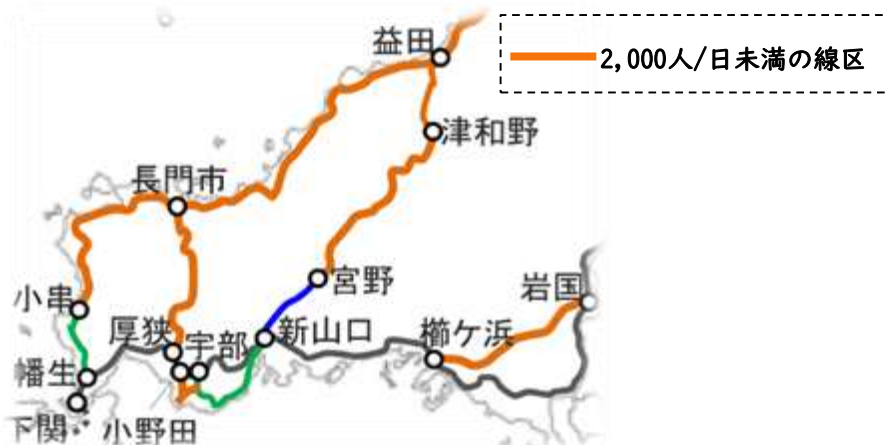 益田
2,000人/日未満の線区
津和野
長門市
宮野
岩国
小串
厚狭
宇部
新山口
櫛ケ浜
幡生
下関
小野田